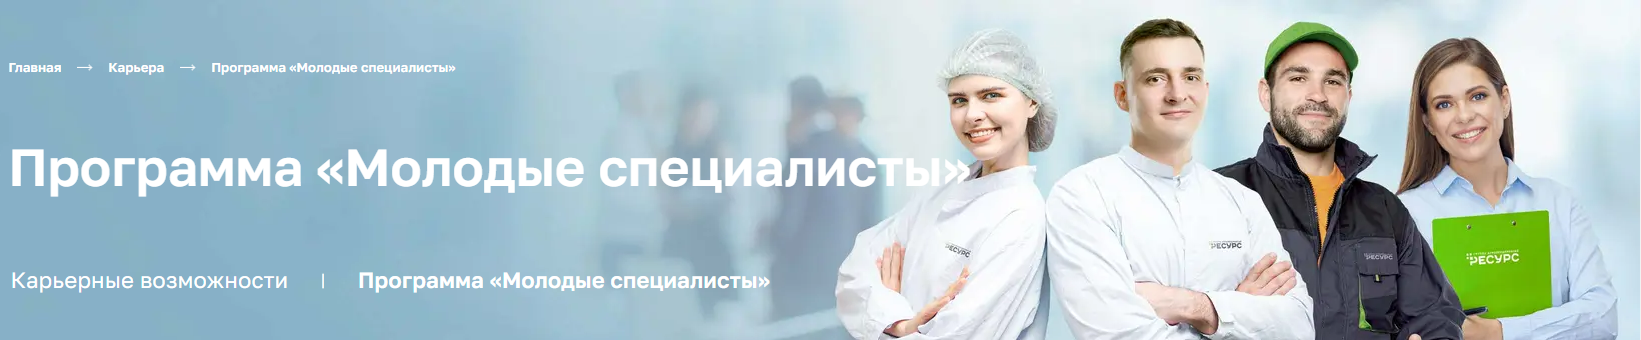 Главная → Карьера → Программа «Молодые специалисты»
Программа «Молодые специалисты»
Карьерные возможности | Программа «Молодые специалисты»
РЕСУРС
РЕСУРС
РЕСУРС
РЕСУРС